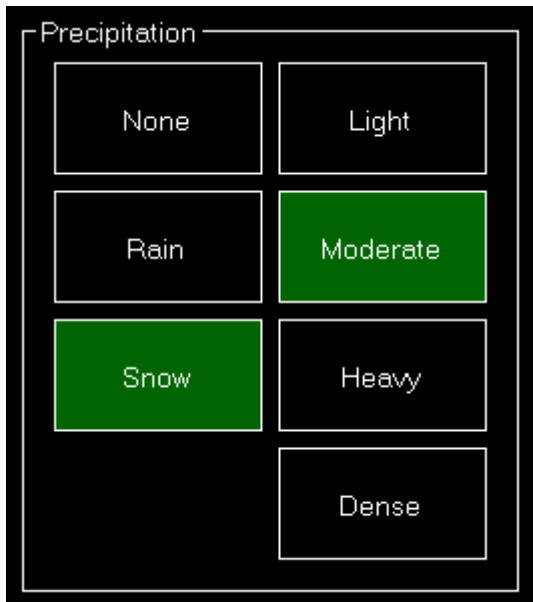 Precipitation
None
Light
Rain
Moderate
Snow
Heavy
Dense